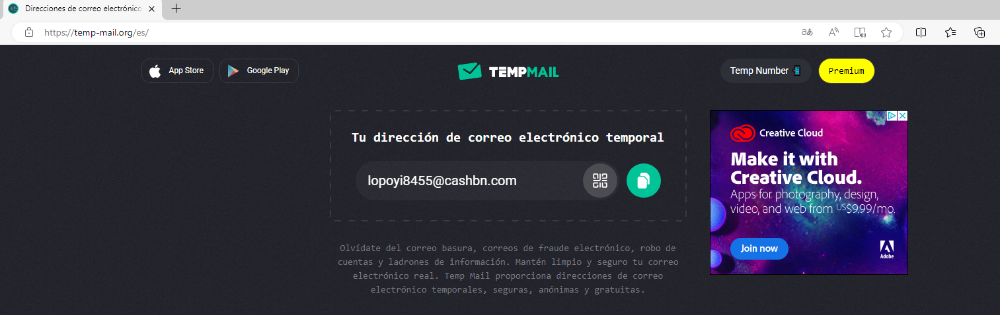 Direcciones de correo electrónico
https://temp-mail.org/es/
App Store
Google Play
TEMPMAIL
Temp Number
Premium
Tu dirección de correo electrónico temporal
lopoyi8455@cashbn.com
Olvídate del correo basura, correos de fraude electrónico, robo de
cuentas y ladrones de información. Mantén limpio y seguro tu correo
electrónico real. Temp Mail proporciona direcciones de correo
electrónico temporales, seguras, anónimas y gratuitas.
Creative Cloud
Make it with
Creative Cloud.
Apps for photography, design,
video, and web from US$9.99/mo.
Join now
Adobe